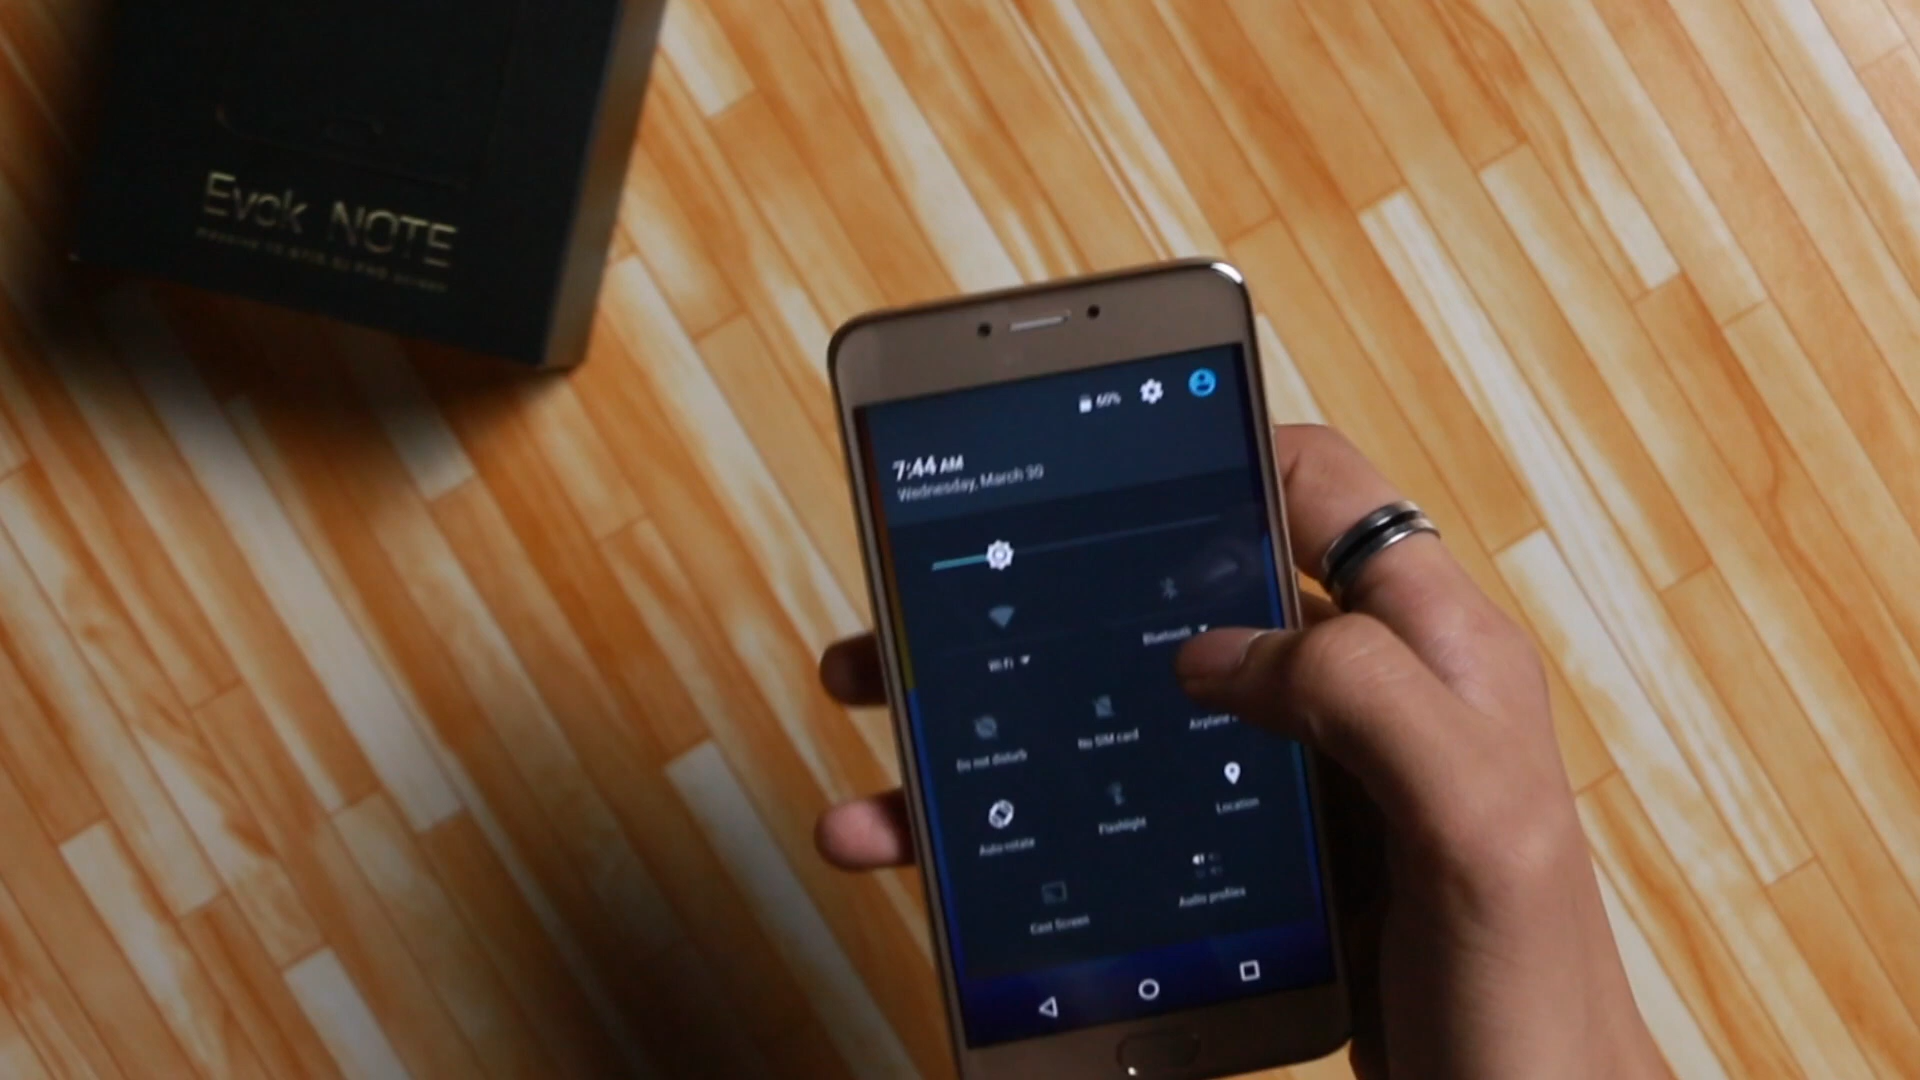 Evok NOTE
60%
7:44 AM
Wednesday, March 30
Wi-Fi
Bluetooth
Do not disturb
No SIM card
Airplane
Auto-rotate
Flashlight
Location
Cast Screen
Audio profiles